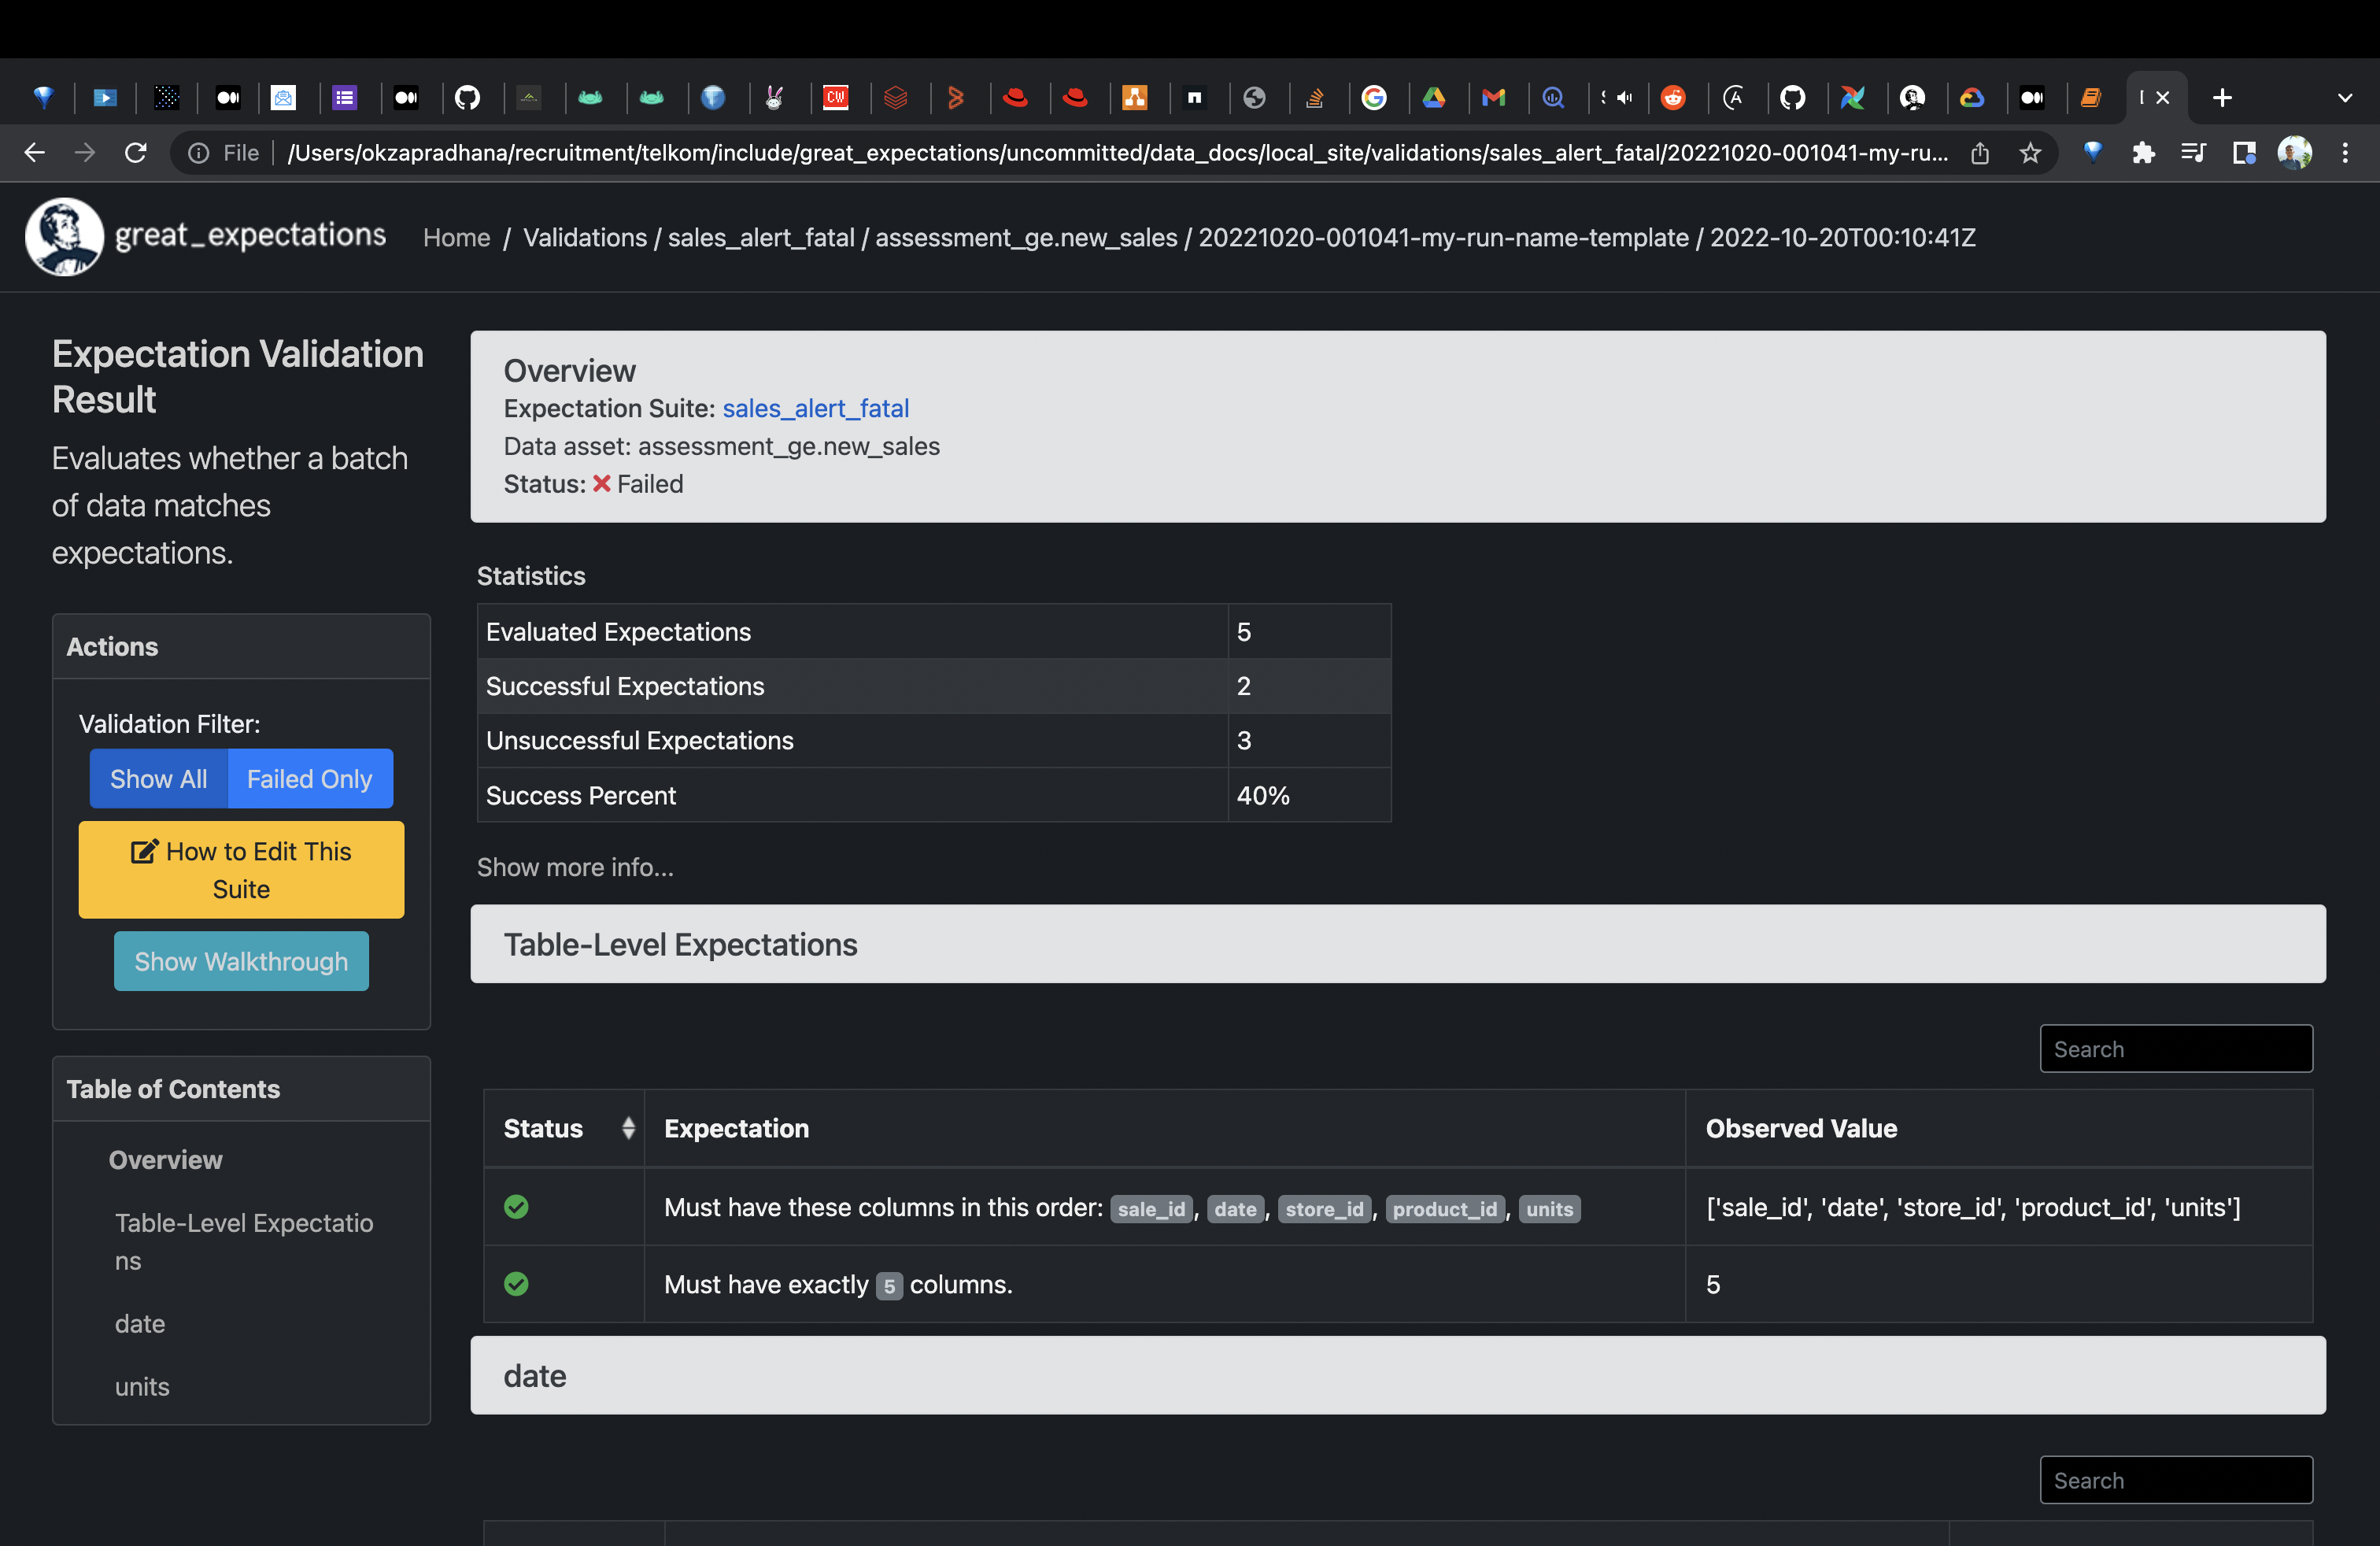 CW
File
/Users/okzapradhana/recruitment/telkom/include/great_expectations/uncommitted/data_docs/local_site/validations/sales_alert_fatal/20221020-001041-my-ru...
great_expectations
Home / Validations / sales_alert_fatal / assessment_ge.new_sales / 20221020-001041-my-run-name-template / 2022-10-20T00:10:41Z
Expectation Validation
Result
Evaluates whether a batch
of data matches
expectations.
Actions
Validation Filter:
Show All
Failed Only
How to Edit This
Suite
Show Walkthrough
Table of Contents
Overview
Table-Level Expectatio
ns
date
units
Overview
Expectation Suite: sales_alert_fatal
Data asset: assessment_ge.new_sales
Status: Failed
Statistics
Evaluated Expectations 5
Successful Expectations 2
Unsuccessful Expectations 3
Success Percent 40%
Show more info...
Table-Level Expectations
Search
Status Expectation Observed Value
Must have these columns in this order: sale_id, date, store_id, product_id, units ['sale_id', 'date', 'store_id', 'product_id', 'units']
Must have exactly 5 columns. 5
date
Search